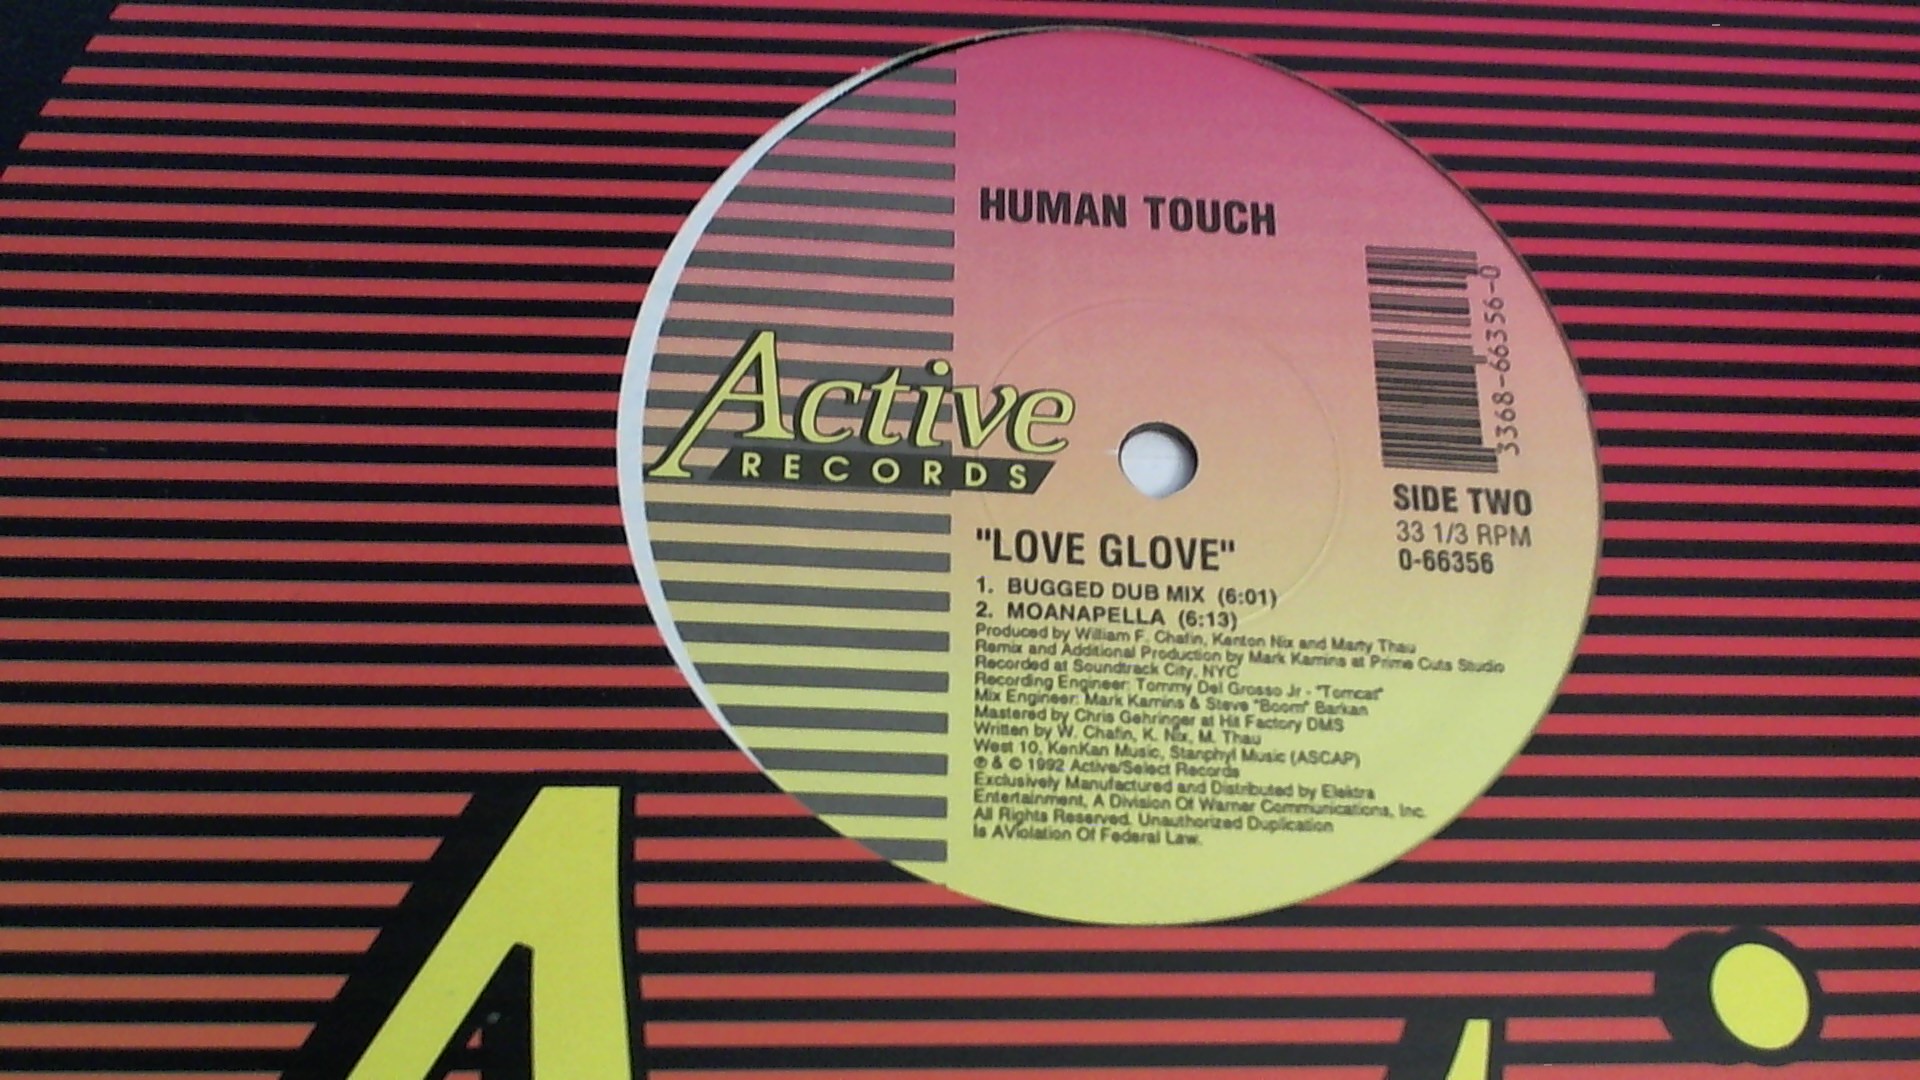 HUMAN TOUCH
3368-66356-0
Active
RECORDS
SIDE TWO
33 1/3 RPM
0-66356
"LOVE GLOVE"
1. BUGGED DUB MIX (6:01)
2. MOANAPELLA (6:13)
Produced by William F. Chafin, Kenton Nix and Marty Thau
Remix and Additional Production by Mark Kamins at Prime Cuts Studio
Recorded at Soundtrack City, NYC
Recording Engineer: Tommy Del Grosso Jr - "Tomcat"
Mix Engineer: Mark Kamins & Steve "Boom" Barkan
Mastered by Chris Gehringer at Hit Factory DMS
Written by W. Chafin, K. Nix, M. Thau
West 10, KenKan Music, Stanphyl Music (ASCAP)
℗ & © 1992 Active/Select Records
Exclusively Manufactured and Distributed by Elektra
Entertainment, A Division Of Warner Communications, Inc.
All Rights Reserved. Unauthorized Duplication
Is AViolation Of Federal Law.